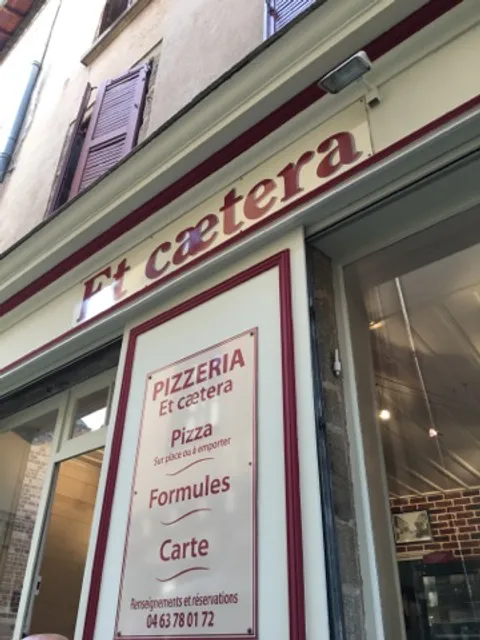 Et cætera
PIZZERIA
Et cætera
Pizza
Sur place ou à emporter
Formules
Carte
Renseignements et réservations
04 63 78 01 72